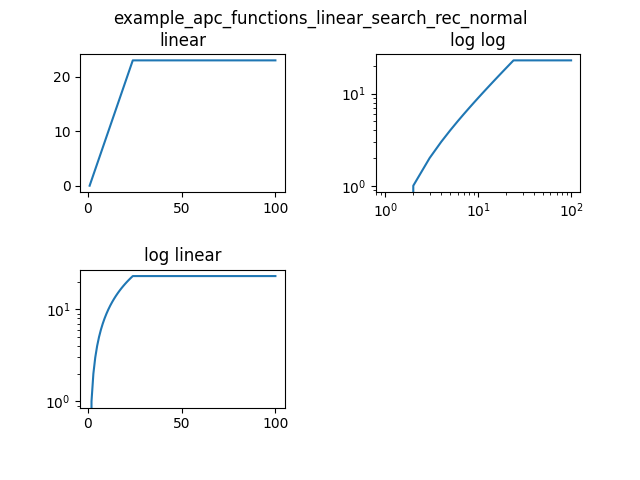 example_apc_functions_linear_search_rec_normal
linear
log log
20
10
0
0 50 100
10¹
10⁰
10⁰ 10¹ 10²
log linear
10¹
10⁰
0 50 100